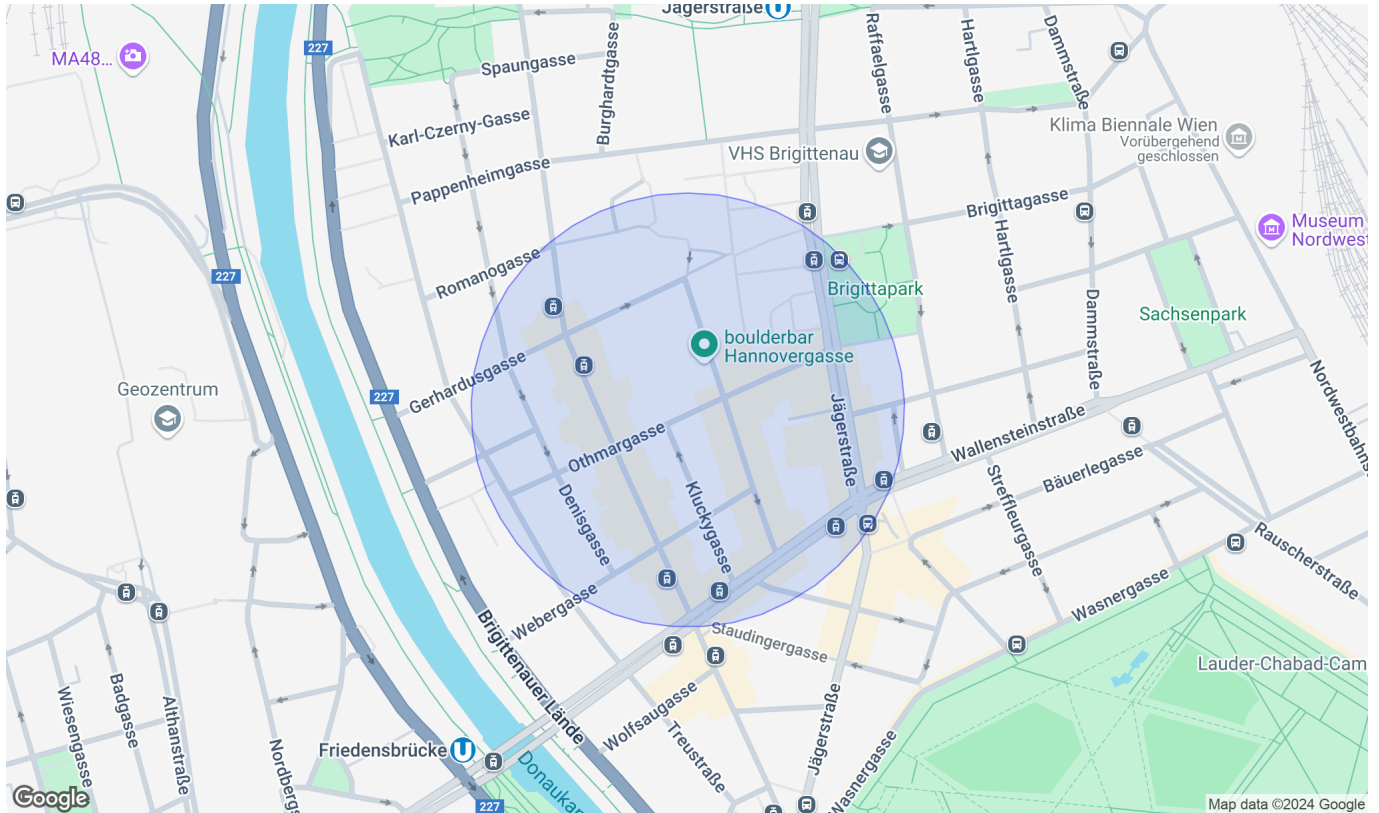 Jägerstraße
227
MA48...
Spaungasse
Burghardtgasse
Raffaelgasse
Hartlgasse
Dammstraße
Karl-Czerny-Gasse
Klima Biennale Wien
Vorübergehend
geschlossen
VHS Brigittenau
Pappenheimgasse
Brigittagasse
Museum
Nordwest
Hartlgasse
Romanogasse
227
Brigittapark
Sachsenpark
Dammstraße
boulderbar
Hannovergasse
Gerhardusgasse
Geozentrum
227
Nordwestbahns
Jägerstraße
Wallensteinstraße
Othmargasse
Bäuerlegasse
Streffleurgasse
Denisgasse
Kluckygasse
Rauscherstraße
Wasnergasse
Webergasse
Brigittenauer Lände
Staudingergasse
Lauder-Chabad-Cam
Wiesengasse
Badgasse
Althanstraße
Wolfsaugasse
Jägerstraße
Treustraße
Nordbergs
Friedensbrücke
Donaukan
Wasnergasse
227
Google
Map data ©2024 Google